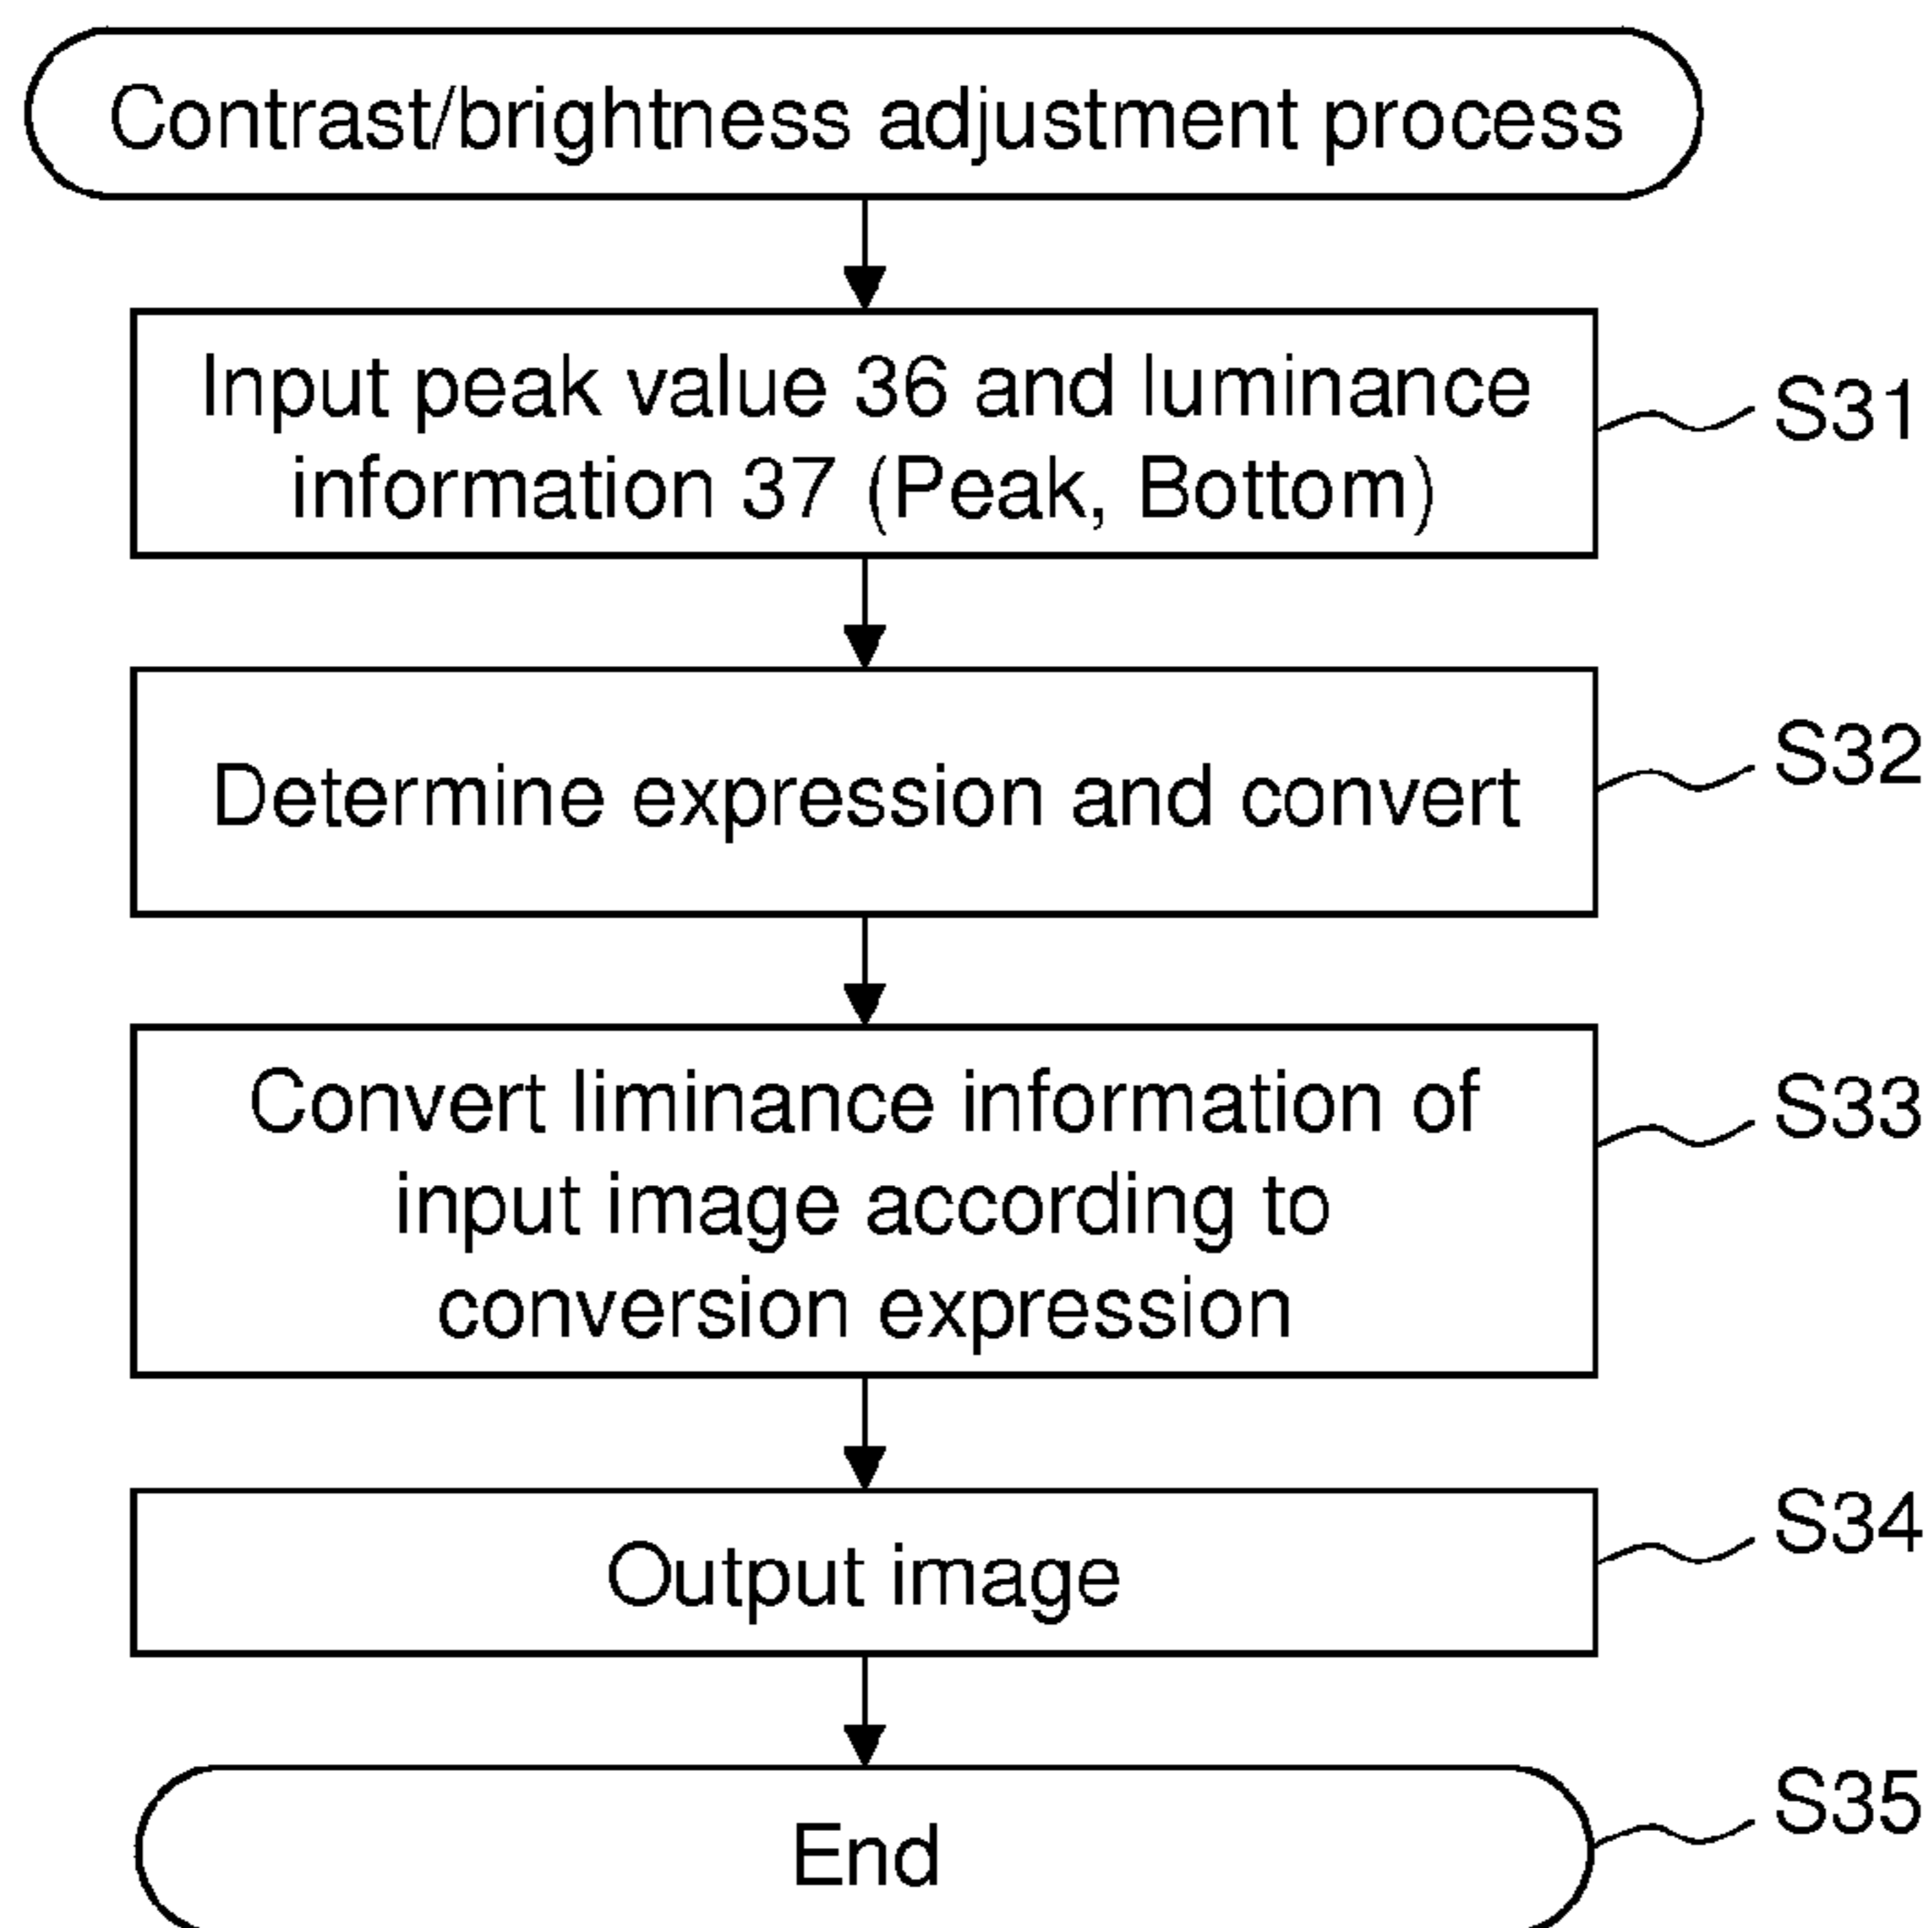 Contrast/brightness adjustment process
Input peak value 36 and luminance
information 37 (Peak, Bottom)
S31
Determine expression and convert
S32
Convert liminance information of
input image according to
conversion expression
S33
Output image
S34
End
S35